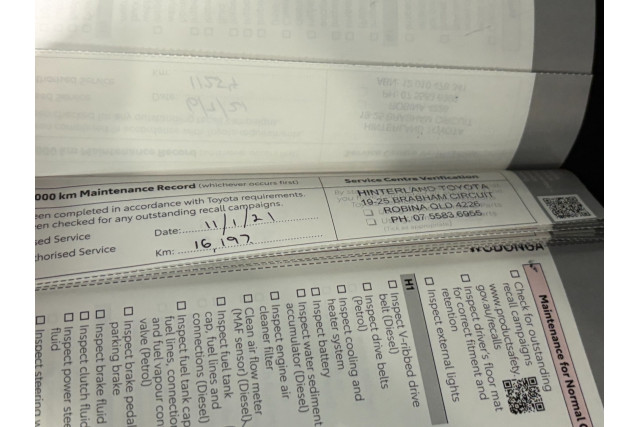 000 km Maintenance Record (whichever occurs first)
een completed in accordance with Toyota requirements.
en checked for any outstanding recall campaigns.
sed Service
Date: 11/1/21
horised Service
Km: 16,197
Service Centre Verification
HINTERLAND TOYOTA
19-25 BRABHAM CIRCUIT
ROBINA QLD 4226
PH. 07 5583 6955
WODONGA
Maintenance for Normal
Check for outstanding
recall campaigns
www.productsafety.
gov.au/recalls
Inspect driver's floor mat
for correct fitment and
retention
Inspect external lights
H1
Inspect V-ribbed drive
belt (Diesel)
Inspect drive belts
(Petrol)
Inspect cooling and
heater system
Inspect battery
Inspect water sediment
accumulator (Diesel)
Inspect engine air
cleaner filter
Clean air flow meter
(MAF sensor) (Diesel)
Inspect fuel tank
cap, fuel lines and
connections (Diesel)
Inspect fuel tank cap
fuel lines, connection
and fuel vapour con
valve (Petrol)
Inspect brake pedal
parking brake
Inspect brake fluid
Inspect clutch fluid
Inspect power stee
fluid
Inspect steering w